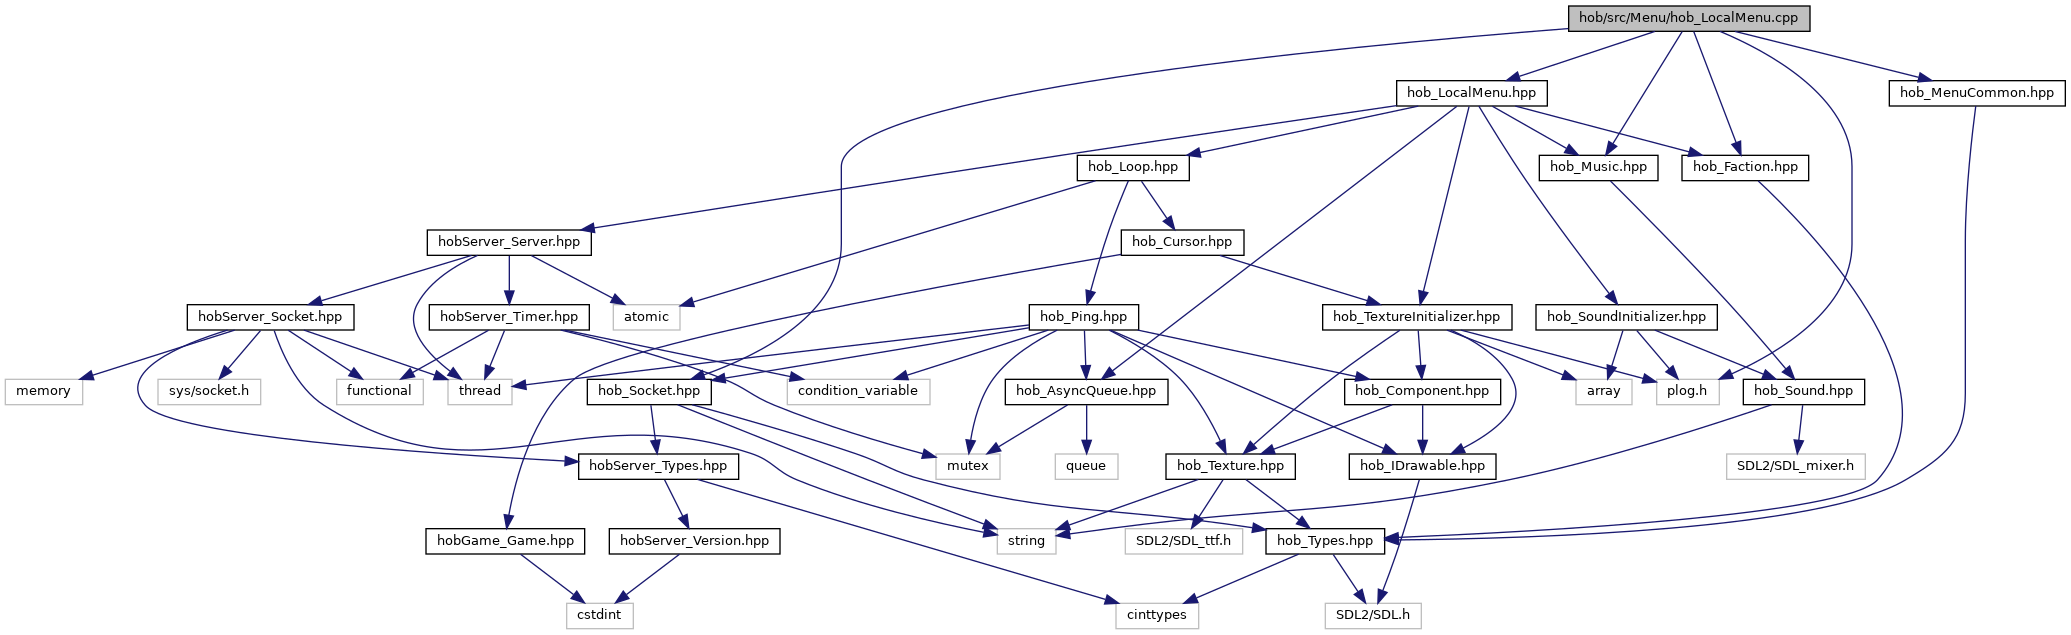 hob/src/Menu/hob_LocalMenu.cpp
hob_LocalMenu.hpp
hob_MenuCommon.hpp
hob_Loop.hpp
hob_Music.hpp
hob_Faction.hpp
hobServer_Server.hpp
hob_Cursor.hpp
hobServer_Socket.hpp
hobServer_Timer.hpp
atomic
hob_Ping.hpp
hob_TextureInitializer.hpp
hob_SoundInitializer.hpp
memory
sys/socket.h
functional
thread
hob_Socket.hpp
condition_variable
hob_AsyncQueue.hpp
hob_Component.hpp
array
plog.h
hob_Sound.hpp
hobServer_Types.hpp
mutex
queue
hob_Texture.hpp
hob_IDrawable.hpp
SDL2/SDL_mixer.h
hobGame_Game.hpp
hobServer_Version.hpp
string
SDL2/SDL_ttf.h
hob_Types.hpp
cstdint
cinttypes
SDL2/SDL.h